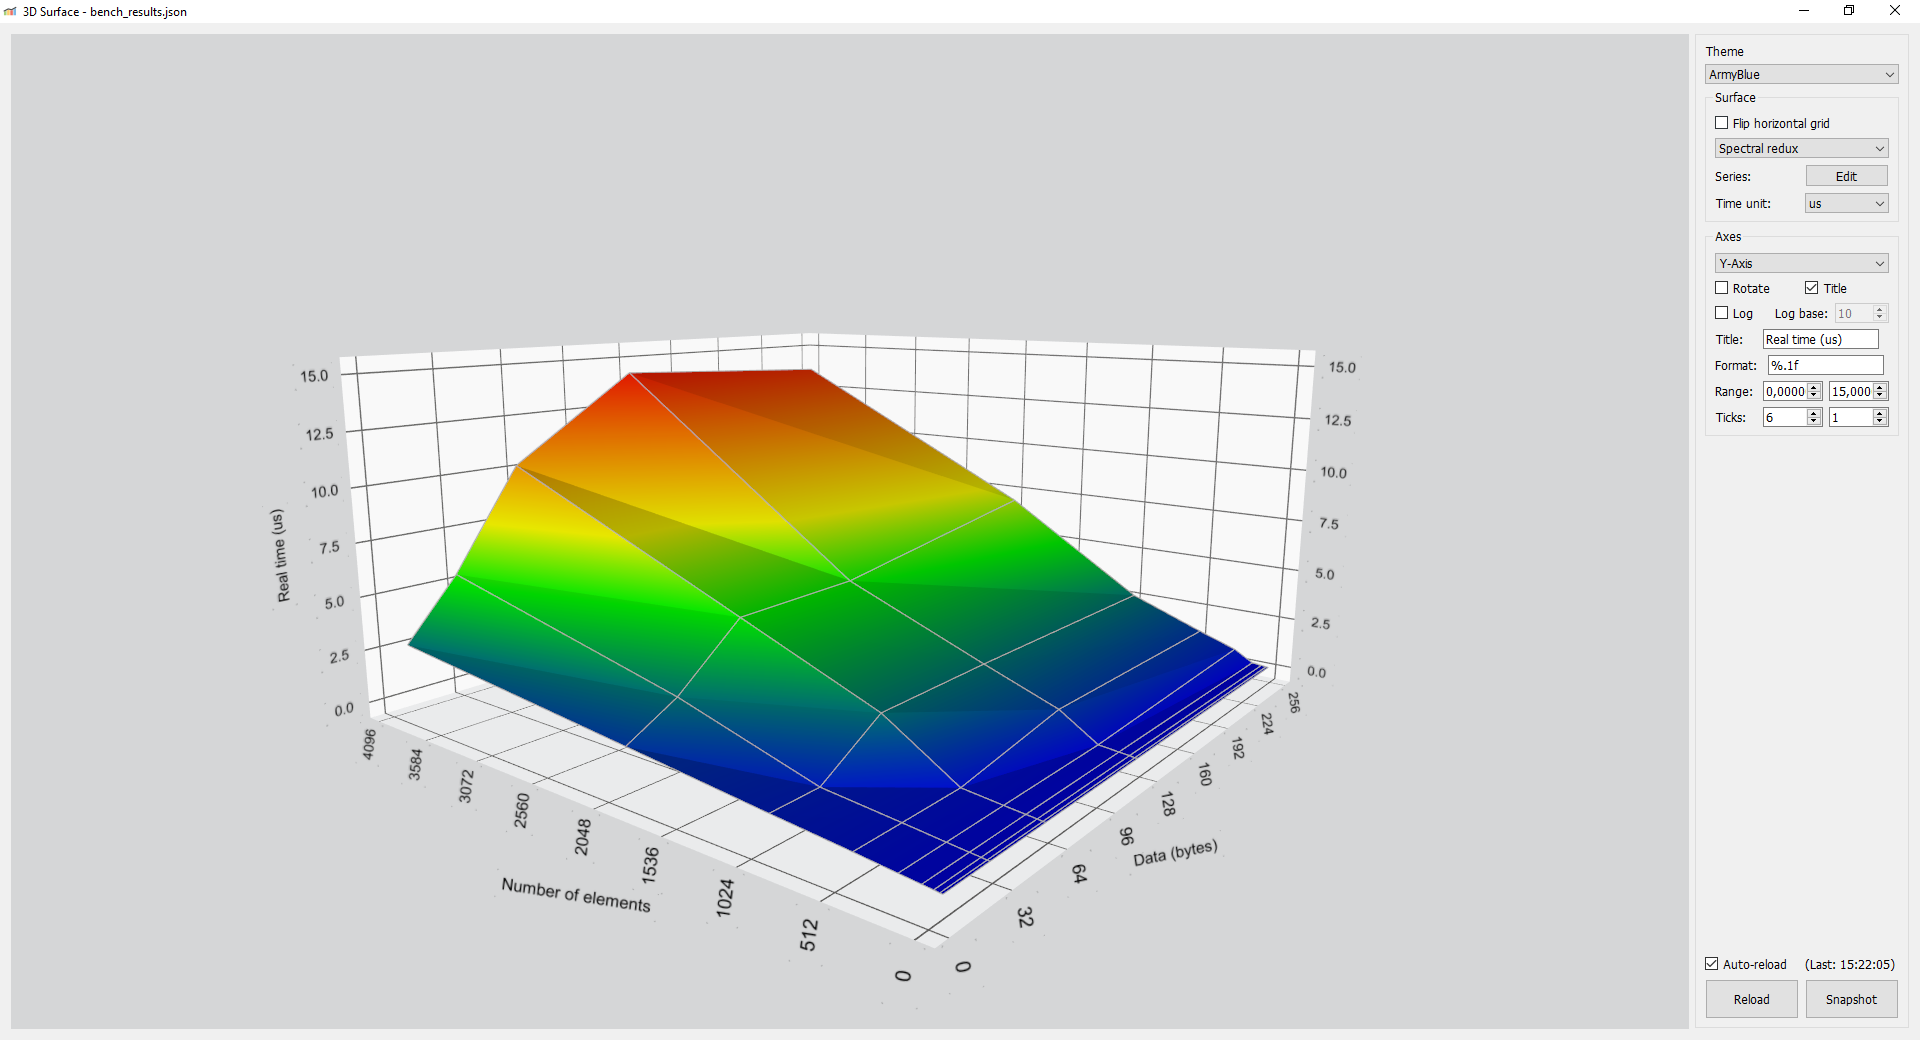 3D Surface - bench_results.json
Theme
ArmyBlue
Surface
Flip horizontal grid
Spectral redux
Series:
Edit
Time unit:
us
Axes
Y-Axis
Rotate
Title
Log
Log base:
10
Title:
Real time (us)
Format:
%.1f
Range:
0,0000
15,000
Ticks:
6
1
15.0
12.5
10.0
7.5
5.0
2.5
0.0
Real time (us)
15.0
12.5
10.0
7.5
5.0
2.5
0.0
4096
3584
3072
2560
2048
1536
1024
512
0
Number of elements
0
32
64
96
128
160
192
224
256
Data (bytes)
Auto-reload
(Last: 15:22:05)
Reload
Snapshot